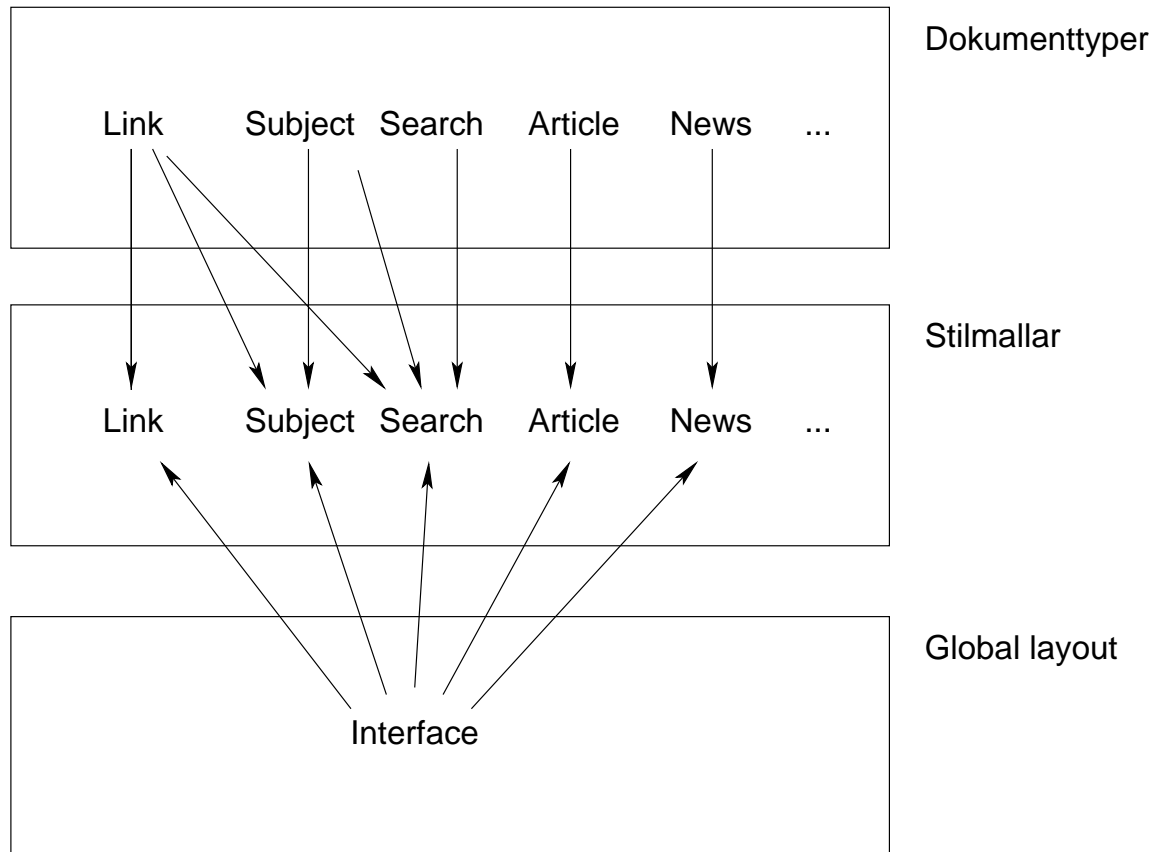 Dokumenttyper
Link Subject Search Article News ...
Stilmallar
Link Subject Search Article News ...
Global layout
Interface